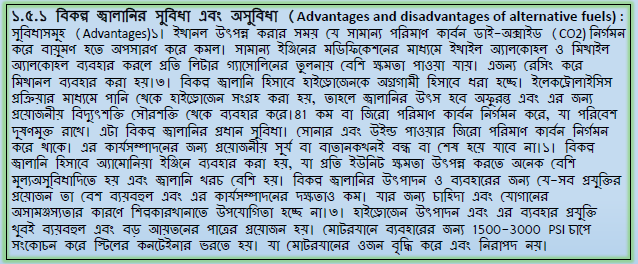 ১.৫.১ বিকল্প জ্বালানির সুবিধা এবং অসুবিধা (Advantages and disadvantages of alternative fuels) :
সুবিধাসমূহ (Advantages)১। ইখানল উৎপন্ন করার সময় যে সামান্য পরিমাণ কার্বন ডাই-অক্সাইড (CO2) নির্গমন
করে বায়ুমণ্ডল হতে অপসারণ করে কমল। সামান্য ইঞ্জিনের মডিফিকেশনের মাধ্যমে ইথাইল অ্যালকোহল ও মিথাইল
অ্যালকোহল ব্যবহার করলে প্রতি লিটার গ্যাসোলিনের তুলনায় বেশি ক্ষমতা পাওয়া যায়। এজন্য রেসিং করে
মিথানল ব্যবহার করা হয়।৩। বিকল্প জ্বালানি হিসাবে হাইড্রোজেনকে অগ্রগামী হিসাবে ধরা হচ্ছে। ইলেকট্রোলাইসিস
প্রক্রিয়ার মাধ্যমে পানি থেকে হাইড্রোজেন সংগ্রহ করা হয়, তাহলে জ্বালানির উৎস হবে অফুরন্ত এবং এর জন্য
প্রয়োজনীয় বিদ্যুৎশক্তি সৌরশক্তি থেকে ব্যবহার করে।৪1 কম বা জিরো পরিমাণ কার্বন নির্গমন করে, যা পরিবেশ
দূষণমুক্ত রাখে। এটা বিকল্প জ্বালানির প্রধান সুবিধা। সোনার এবং উইন্ড পাওয়ার জিরো পরিমাণ কার্বন নির্গমন
করে থাকে। এর কার্যসম্পাদনের জন্য প্রয়োজনীয় সূর্য বা বাতানকখনই বন্ধ বা শেষ হয়ে যাবে না।১। বিকল্প
জ্বালানি হিসাবে অ্যামোনিয়া ইঞ্জিনে ব্যবহার করা হয়, যা প্রতি ইউনিট ক্ষমতা উৎপন্ন করতে অনেক বেশি
মূল্যঅসুবিধাদিতে হয় এবং জ্বালানি খরচ বেশি হয়। বিকল্প জ্বালানির উৎপাদন ও ব্যবহারের জন্য যে-সব প্রযুক্তির
প্রয়োজন তা বেশ ব্যয়বহুল এবং এর কার্যসম্পাদনের দক্ষতাও কম। যার জন্য চাহিদা এবং যোগানের
অসামঞ্জস্যতার কারণে শিল্পকারখানাতে উপযোগিতা হচ্ছে না।৩। হাইড্রোজেন উৎপাদন এবং এর ব্যবহার প্রযুক্তি
খুবই ব্যয়বহুল এবং বড় আয়তনের পাত্রের প্রয়োজন হয়। মোটরযানে ব্যবহারের জন্য 1500-3000 PSI চাপে
সংকোচন করে স্টিলের কনটেইনার ভরতে হয়। যা মোটরযানের ওজন বৃদ্ধি করে এবং নিরাপদ নয়।